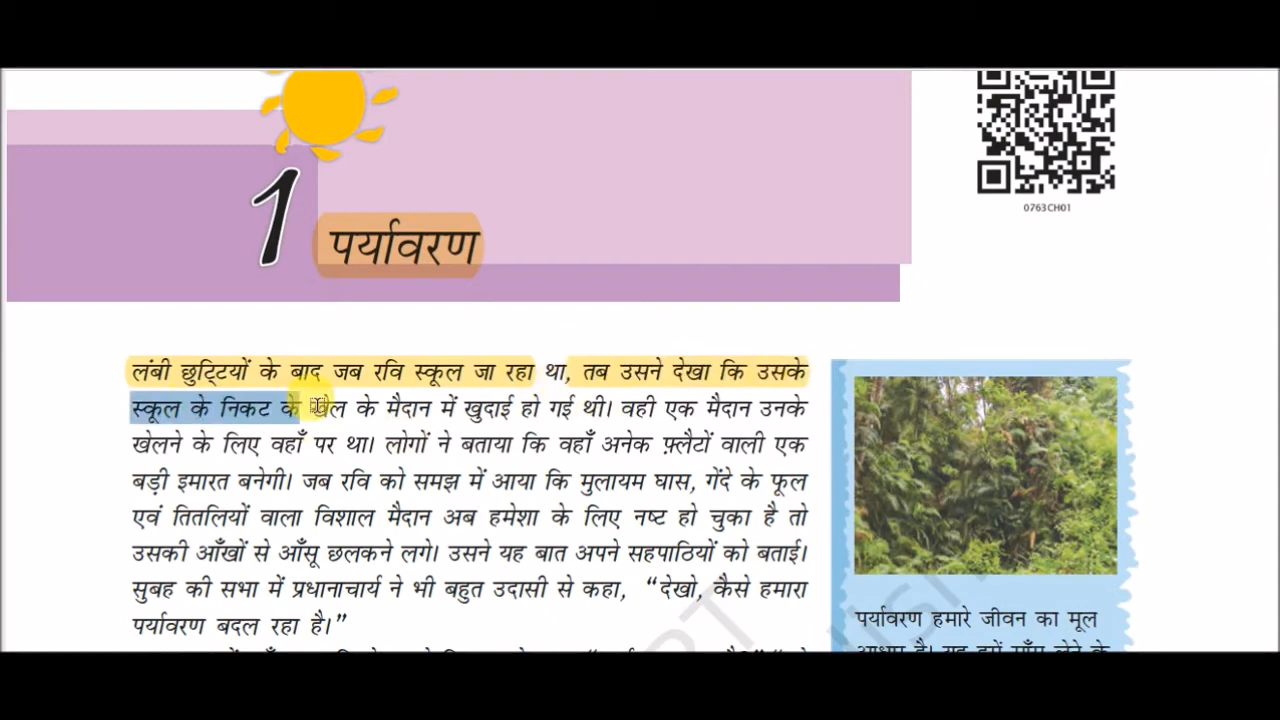 0763CH01
1
पर्यावरण
लंबी छुट्टियों के बाद जब रवि स्कूल जा रहा था, तब उसने देखा कि उसके
स्कूल के निकट के खेल के मैदान में खुदाई हो गई थी। वही एक मैदान उनके
खेलने के लिए वहाँ पर था। लोगों ने बताया कि वहाँ अनेक फ़्लैटों वाली एक
बड़ी इमारत बनेगी। जब रवि को समझ में आया कि मुलायम घास, गेंदे के फूल
एवं तितलियों वाला विशाल मैदान अब हमेशा के लिए नष्ट हो चुका है तो
उसकी आँखों से आँसू छलकने लगे। उसने यह बात अपने सहपाठियों को बताई।
सुबह की सभा में प्रधानाचार्य ने भी बहुत उदासी से कहा, “देखो, कैसे हमारा
पर्यावरण बदल रहा है।”
पर्यावरण हमारे जीवन का मूल